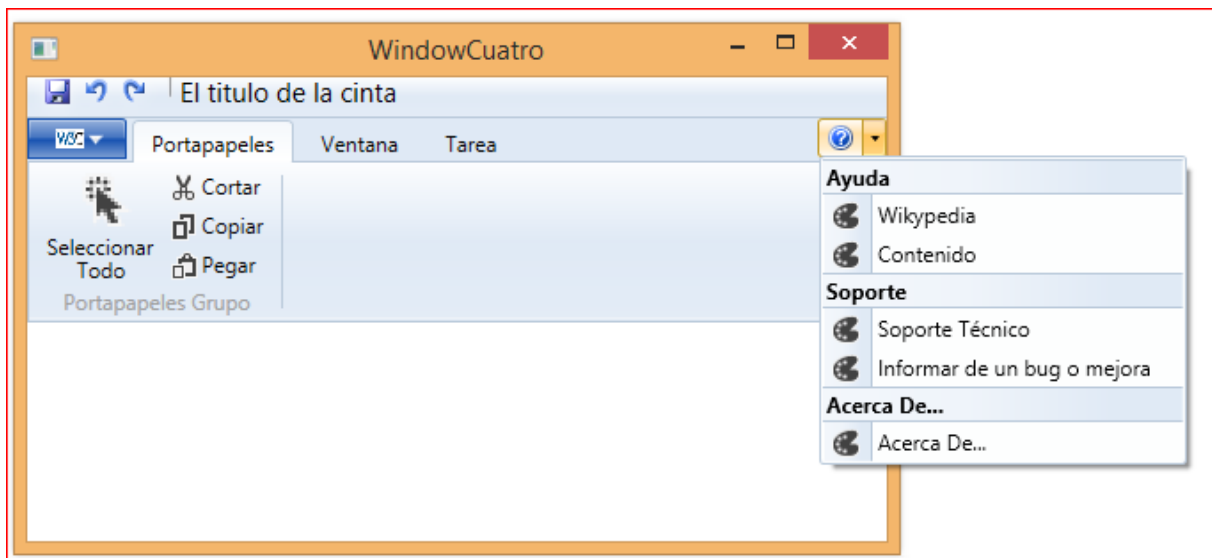 WindowCuatro
El titulo de la cinta
W3C
Portapapeles Ventana Tarea
Seleccionar Todo
Cortar
Copiar
Pegar
Portapapeles Grupo
Ayuda
Wikypedia
Contenido
Soporte
Soporte Técnico
Informar de un bug o mejora
Acerca De...
Acerca De...